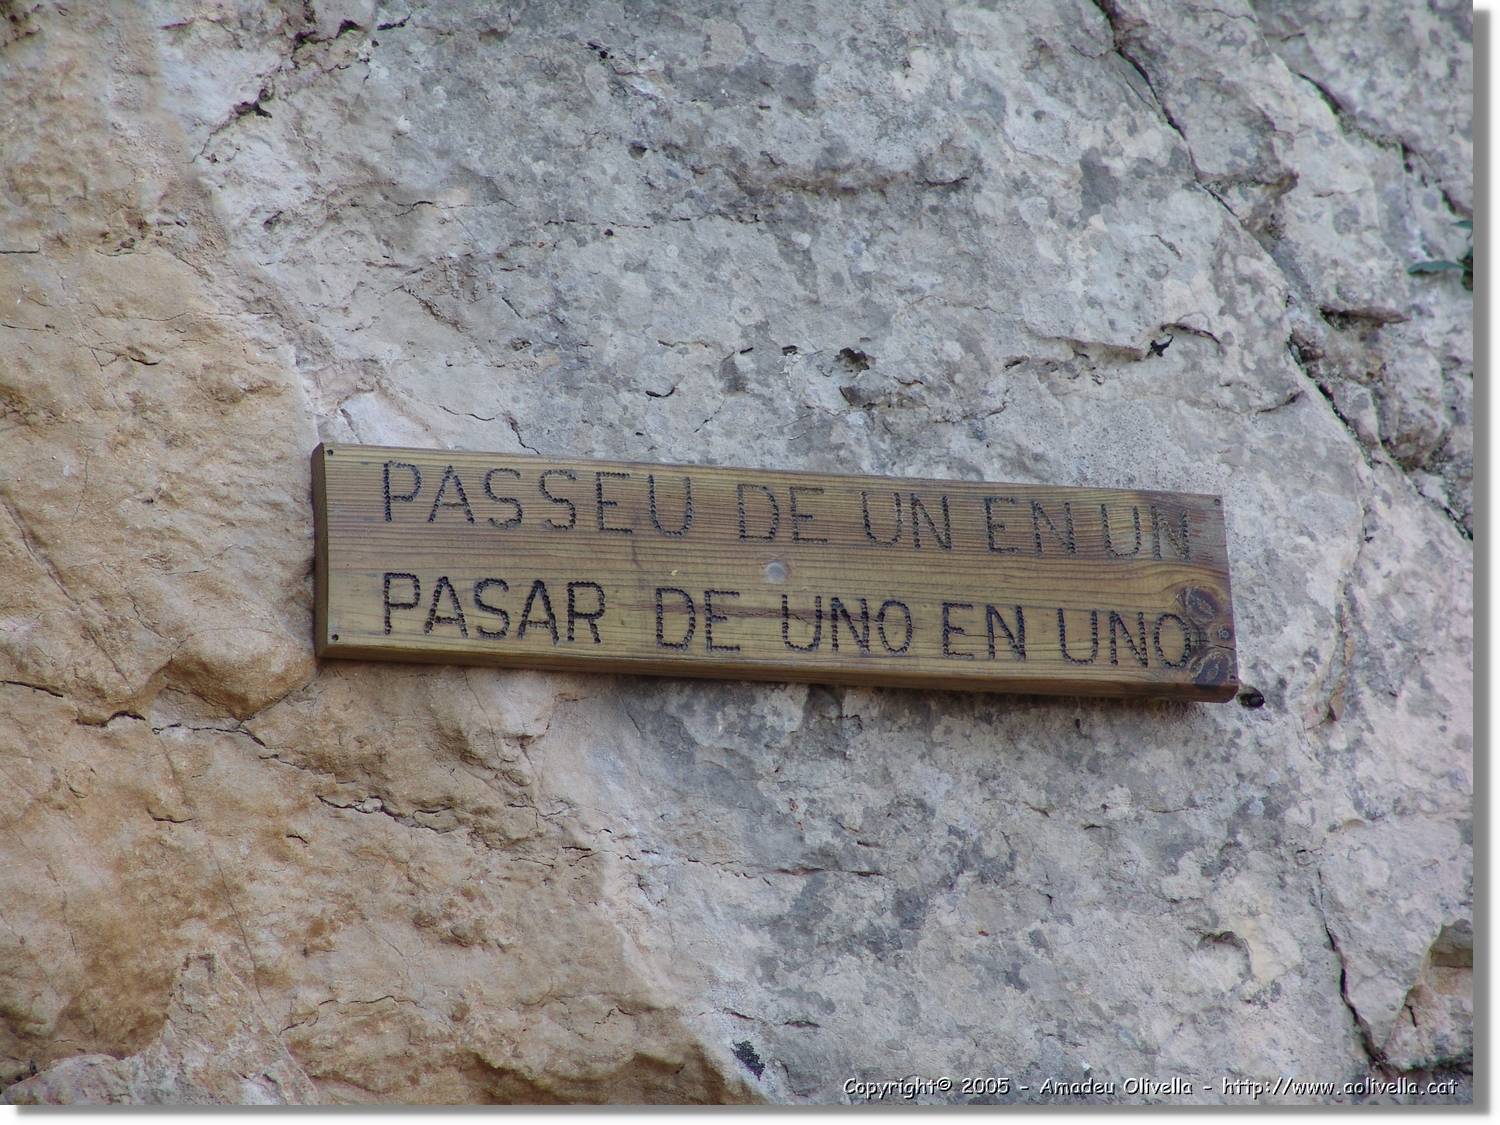 PASSEU DE UN EN UN
PASAR DE UNO EN UNO
Copyright© 2005 - Amadeu Olivella - http://www.aolivella.cat